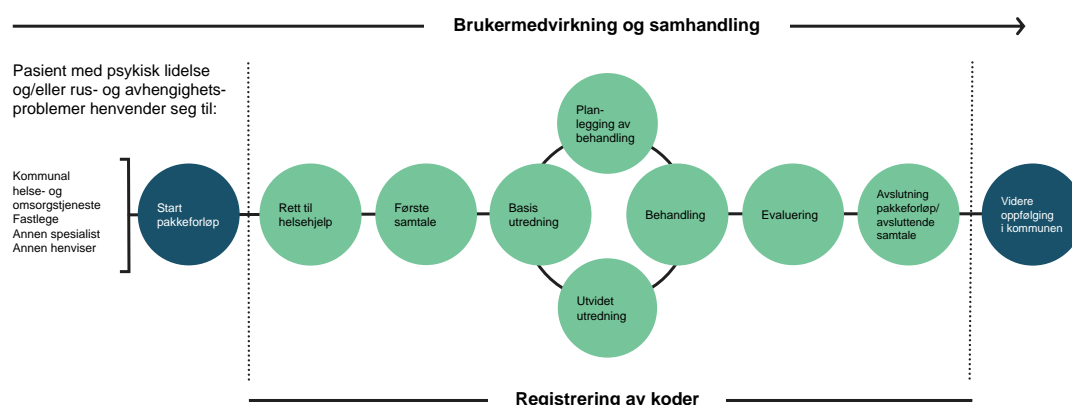 Brukermedvirkning og samhandling
Pasient med psykisk lidelse
og/eller rus- og avhengighets-
problemer henvender seg til:
Kommunal
helse- og
omsorgstjeneste
Fastlege
Annen spesialist
Annen henviser
Start
pakkeforløp
Rett til
helsehjelp
Første
samtale
Basis
utredning
Plan-
legging av
behandling
Utvidet
utredning
Behandling
Evaluering
Avslutning
pakkeforløp/
avsluttende
samtale
Videre
oppfølging
i kommunen
Registrering av koder